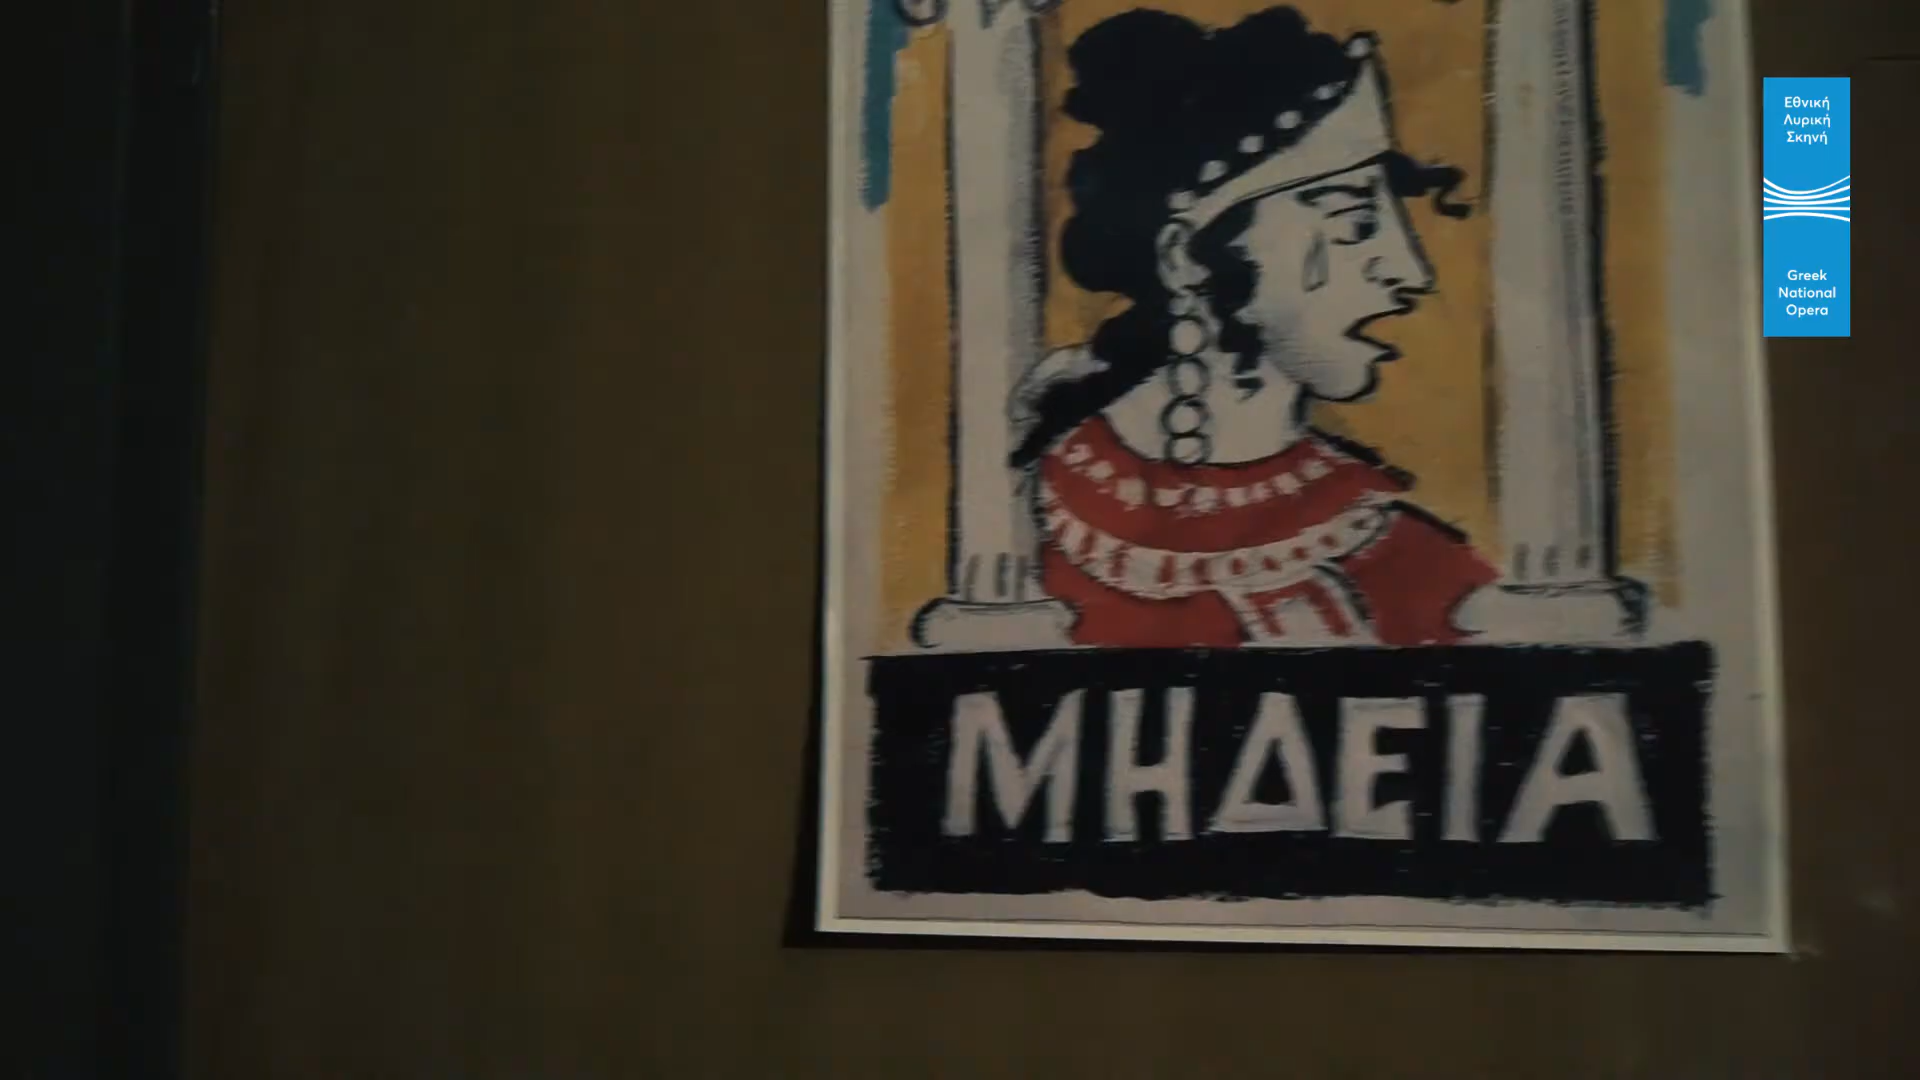 ΜΗΔΕΙΑ
Εθνική
Λυρική
Σκηνή
Greek
National
Opera